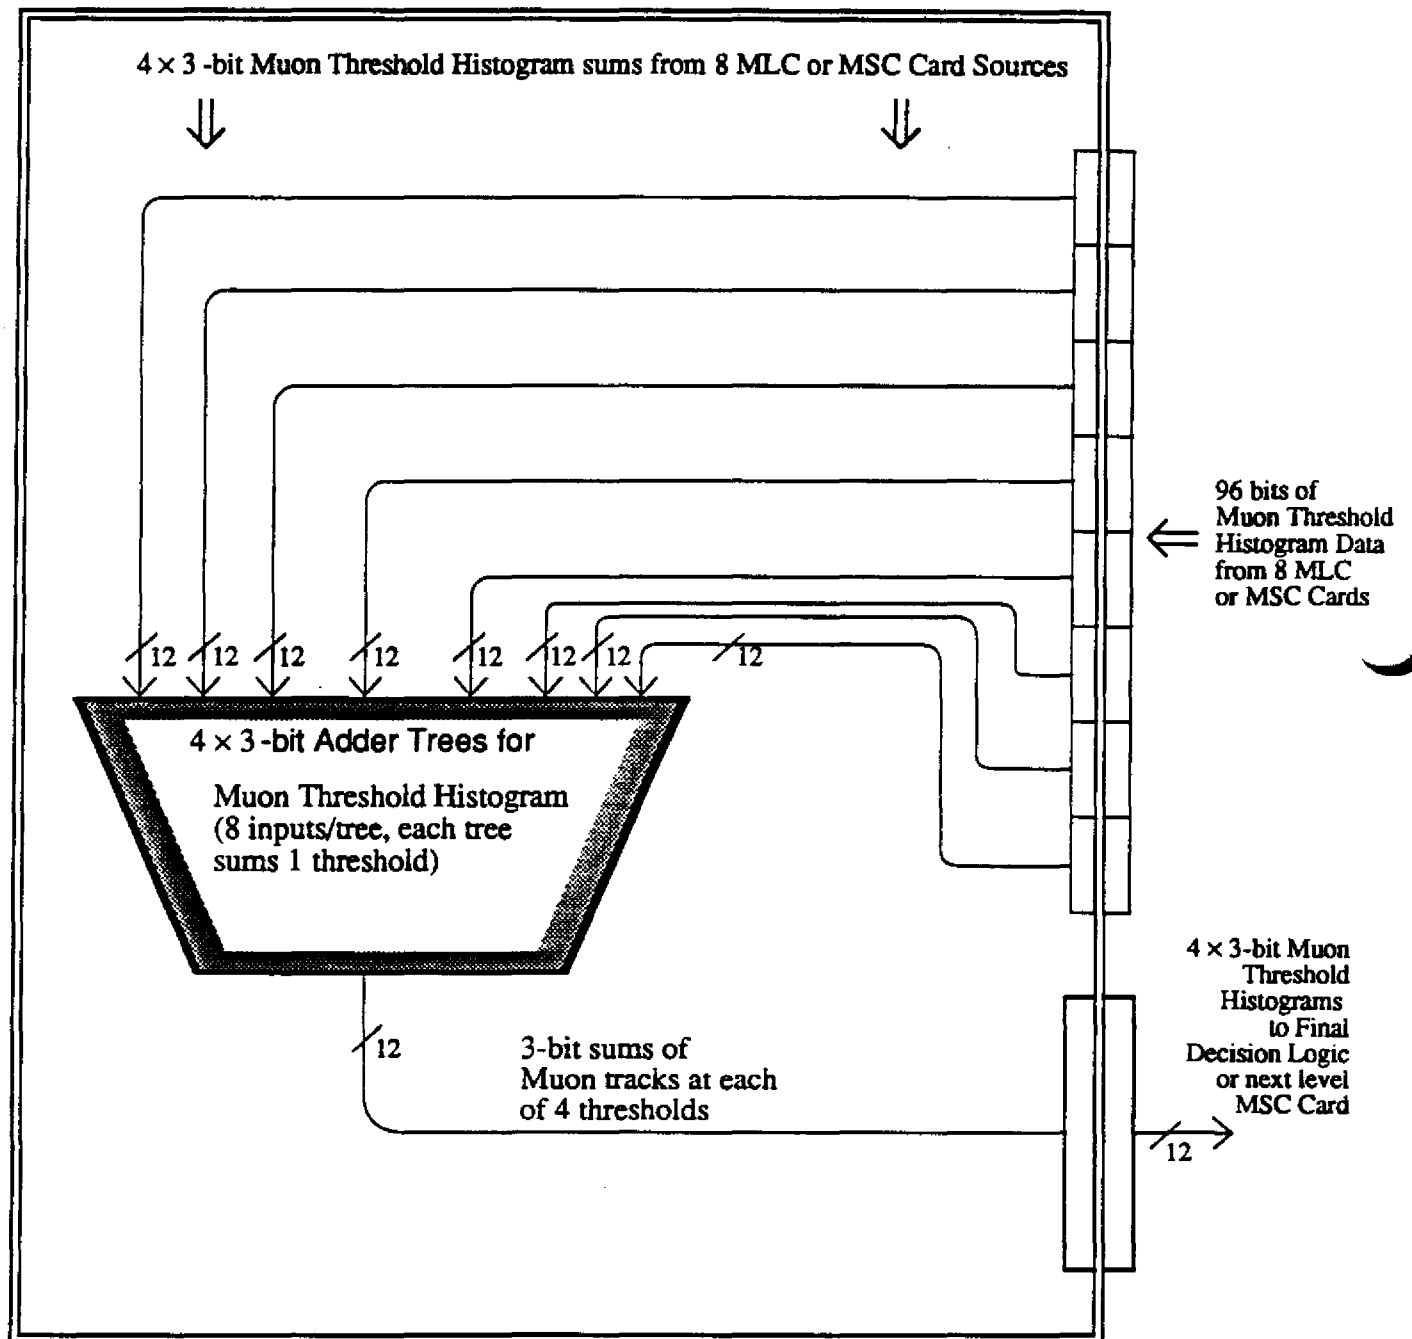 4 × 3 -bit Muon Threshold Histogram sums from 8 MLC or MSC Card Sources
96 bits of
Muon Threshold
Histogram Data
from 8 MLC
or MSC Cards
12
12
12
12
12
12
12
12
4 × 3 -bit Adder Trees for
Muon Threshold Histogram
(8 inputs/tree, each tree
sums 1 threshold)
4 × 3-bit Muon
Threshold
Histograms
to Final
Decision Logic
or next level
MSC Card
12
3-bit sums of
Muon tracks at each
of 4 thresholds
12